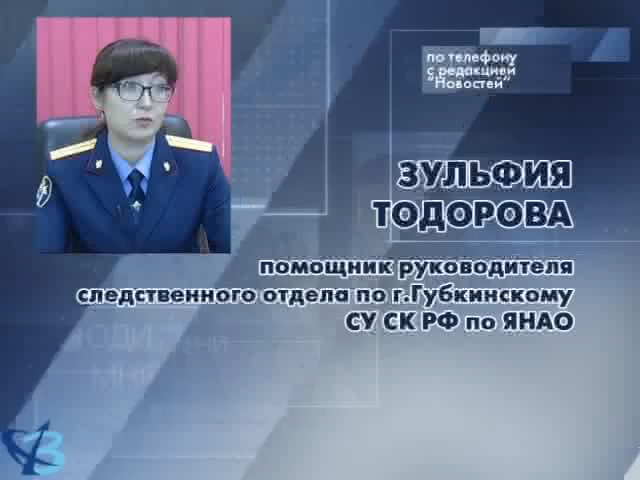 по телефону
с редакцией
"Новостей"
ЗУЛЬФИЯ
ТОДОРОВА
помощник руководителя
следственного отдела по г.Губкинскому
СУ СК РФ по ЯНАО